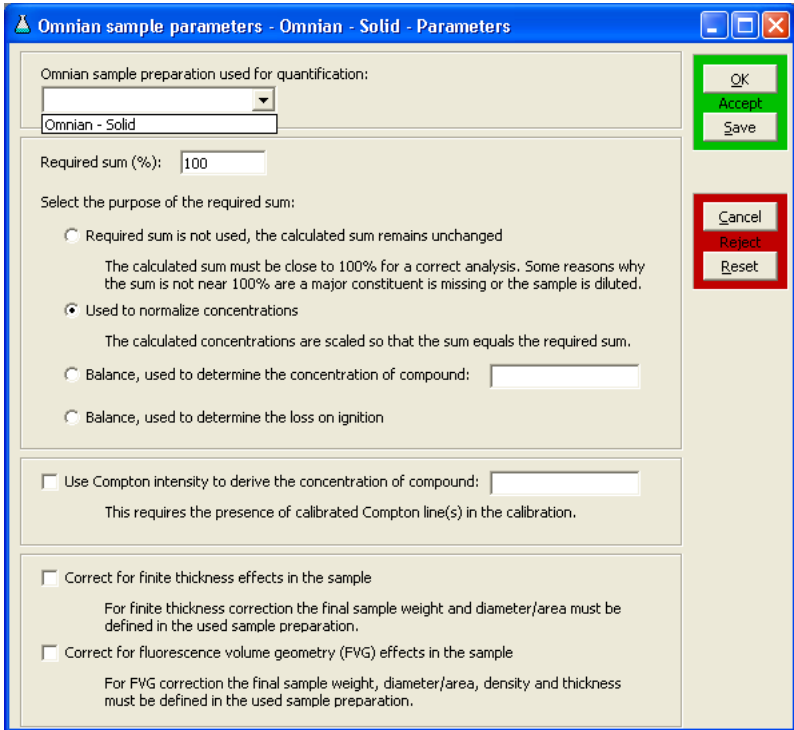 Omnian sample parameters - Omnian - Solid - Parameters
Omnian sample preparation used for quantification:
Omnian - Solid
OK
Accept
Save
Required sum (%): 100
Select the purpose of the required sum:
Required sum is not used, the calculated sum remains unchanged
The calculated sum must be close to 100% for a correct analysis. Some reasons why
the sum is not near 100% are a major constituent is missing or the sample is diluted.
Cancel
Reject
Reset
Used to normalize concentrations
The calculated concentrations are scaled so that the sum equals the required sum.
Balance, used to determine the concentration of compound:
Balance, used to determine the loss on ignition
Use Compton intensity to derive the concentration of compound:
This requires the presence of calibrated Compton line(s) in the calibration.
Correct for finite thickness effects in the sample
For finite thickness correction the final sample weight and diameter/area must be
defined in the used sample preparation.
Correct for fluorescence volume geometry (FVG) effects in the sample
For FVG correction the final sample weight, diameter/area, density and thickness
must be defined in the used sample preparation.